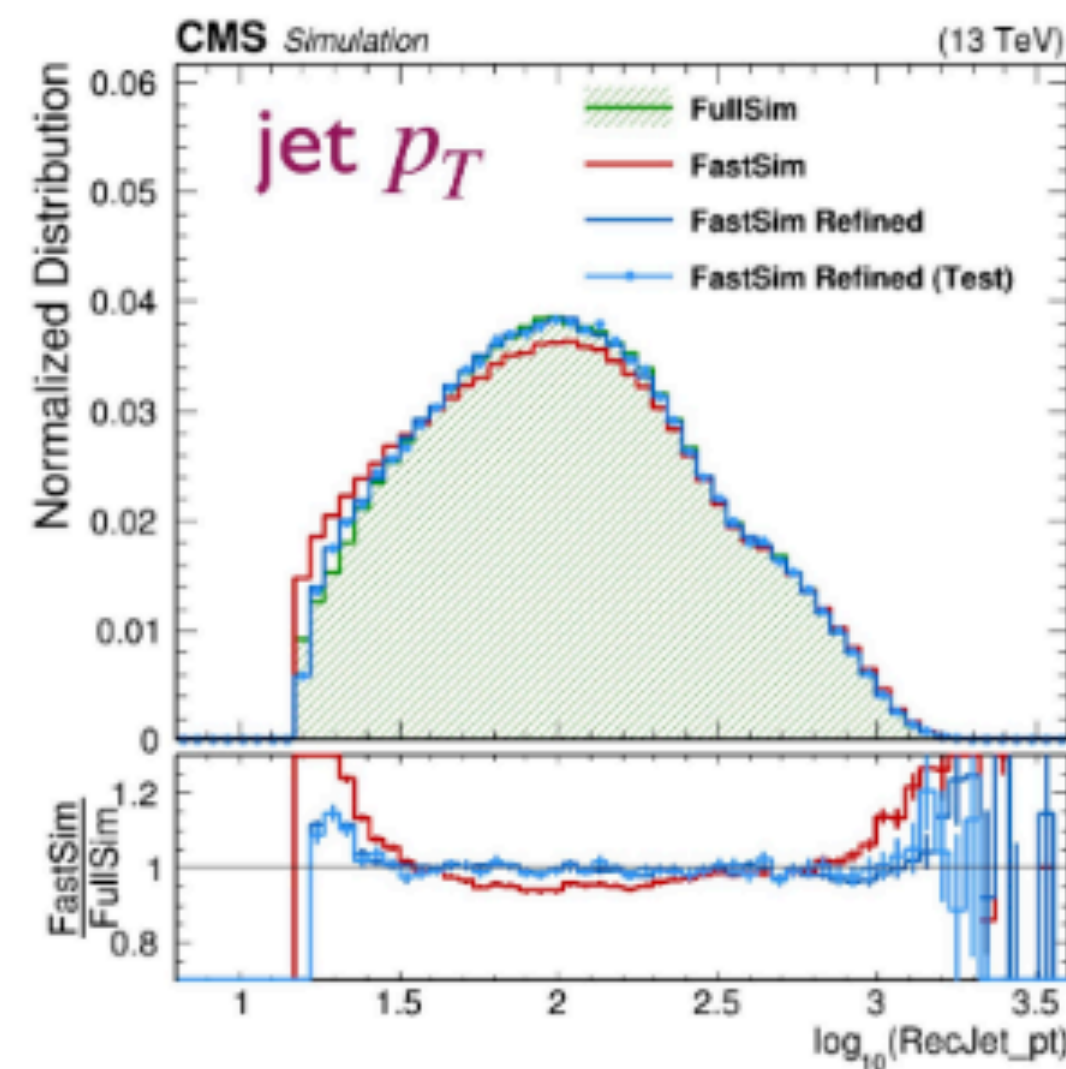 CMS Simulation (13 TeV)
jet p_T
FullSim
FastSim
FastSim Refined
FastSim Refined (Test)
Normalized Distribution
0.06
0.05
0.04
0.03
0.02
0.01
0
FastSim
FullSim
1.2
1
0.8
1 1.5 2 2.5 3 3.5
log₁₀(RecJet_pt)